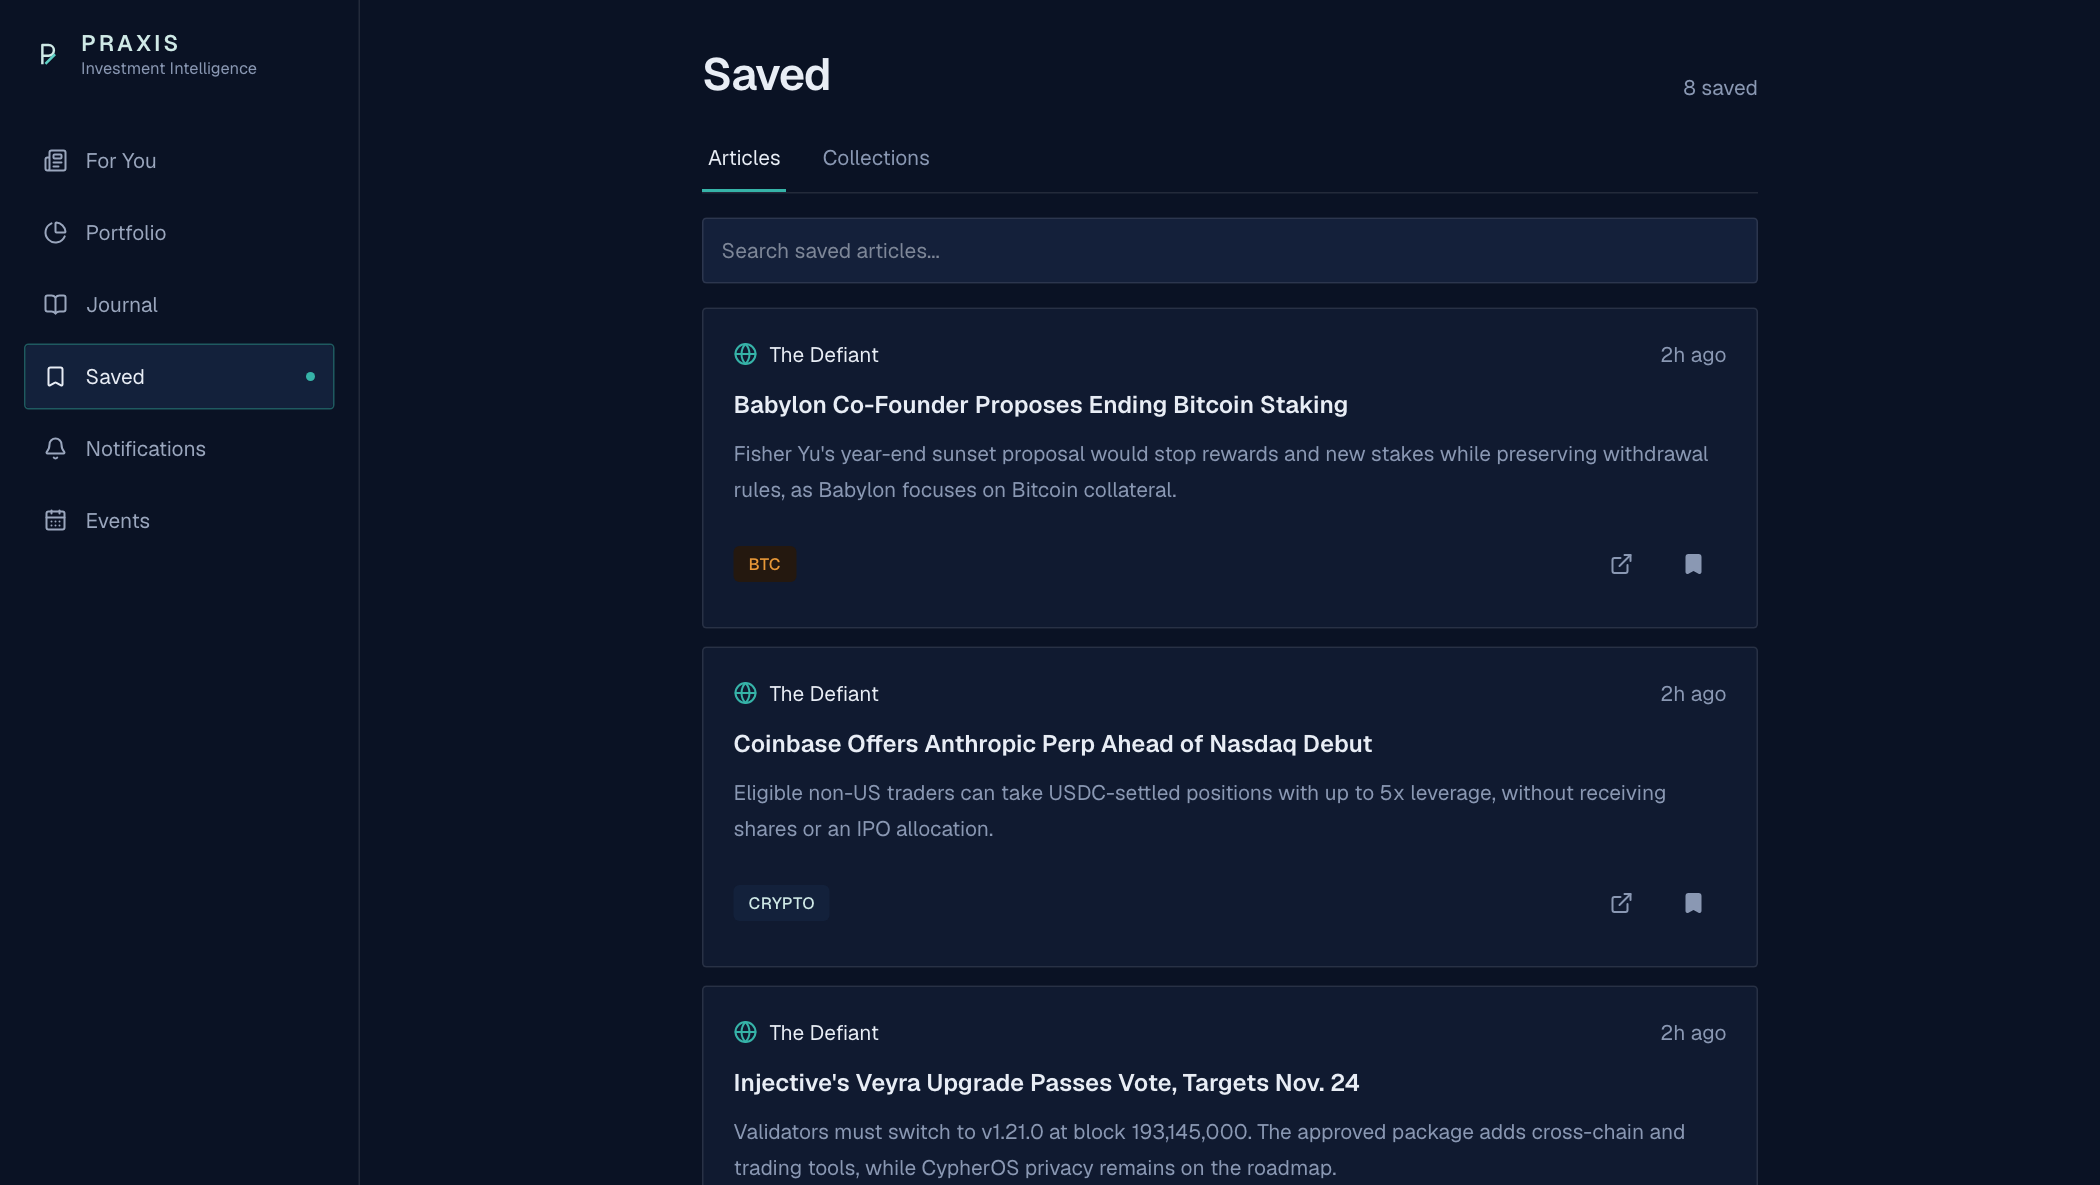 PRAXIS
Investment Intelligence
For You
Portfolio
Journal
Saved
Notifications
Events
Saved
8 saved
Articles
Collections
Search saved articles...
The Defiant
2h ago
Babylon Co-Founder Proposes Ending Bitcoin Staking
Fisher Yu's year-end sunset proposal would stop rewards and new stakes while preserving withdrawal
rules, as Babylon focuses on Bitcoin collateral.
BTC
The Defiant
2h ago
Coinbase Offers Anthropic Perp Ahead of Nasdaq Debut
Eligible non-US traders can take USDC-settled positions with up to 5x leverage, without receiving
shares or an IPO allocation.
CRYPTO
The Defiant
2h ago
Injective's Veyra Upgrade Passes Vote, Targets Nov. 24
Validators must switch to v1.21.0 at block 193,145,000. The approved package adds cross-chain and
trading tools, while CypherOS privacy remains on the roadmap.